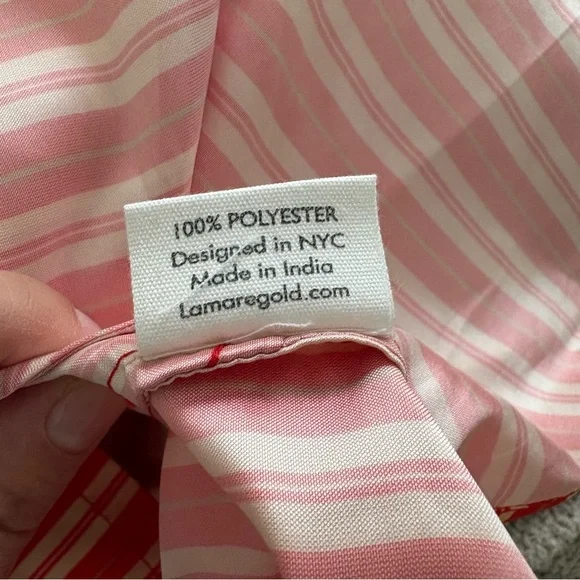 100% POLYESTER
Designed in NYC
Made in India
Lamaregold.com